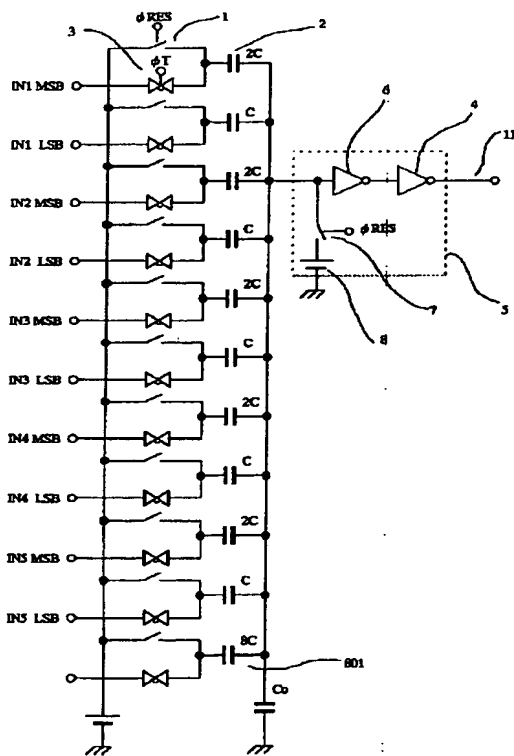 φRES
1
3
φT
2
2C
IN1 MSB
C
IN1 LSB
6
4
11
2C
IN2 MSB
C
φRES
IN2 LSB
7
5
8
2C
IN3 MSB
C
IN3 LSB
2C
IN4 MSB
C
IN4 LSB
2C
IN5 MSB
C
IN5 LSB
8C
801
Co